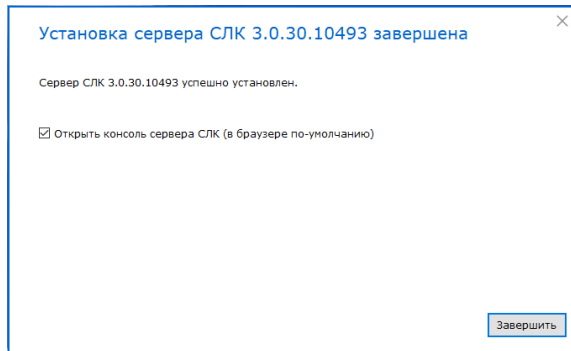 Установка сервера СЛК 3.0.30.10493 завершена
Сервер СЛК 3.0.30.10493 успешно установлен.
Открыть консоль сервера СЛК (в браузере по-умолчанию)
Завершить